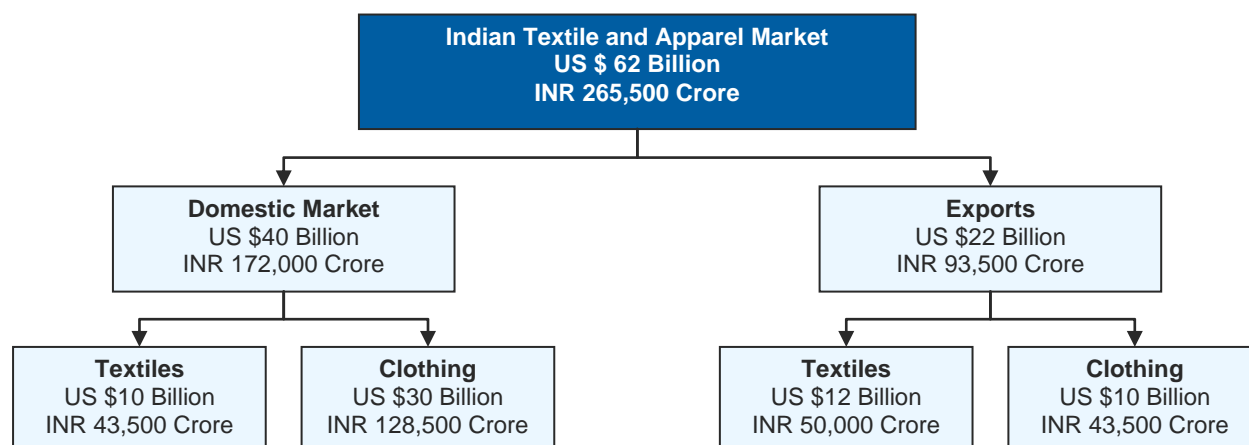 Indian Textile and Apparel Market
US $ 62 Billion
INR 265,500 Crore
Domestic Market
US $40 Billion
INR 172,000 Crore
Exports
US $22 Billion
INR 93,500 Crore
Textiles
US $10 Billion
INR 43,500 Crore
Clothing
US $30 Billion
INR 128,500 Crore
Textiles
US $12 Billion
INR 50,000 Crore
Clothing
US $10 Billion
INR 43,500 Crore